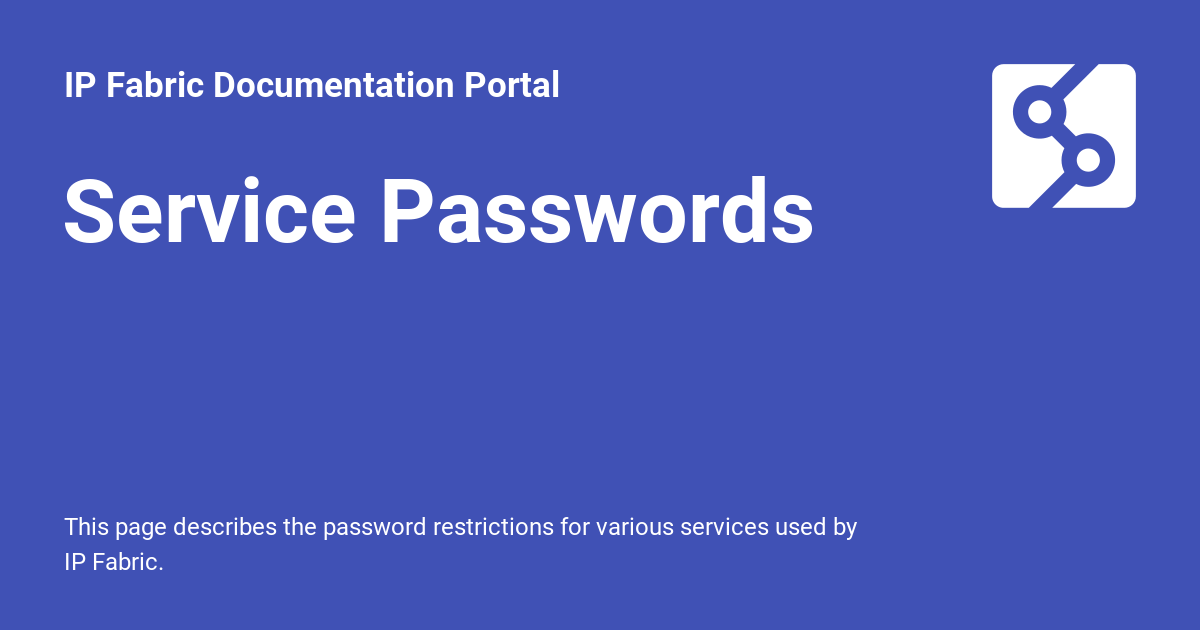 IP Fabric Documentation Portal
Service Passwords
This page describes the password restrictions for various services used by
IP Fabric.